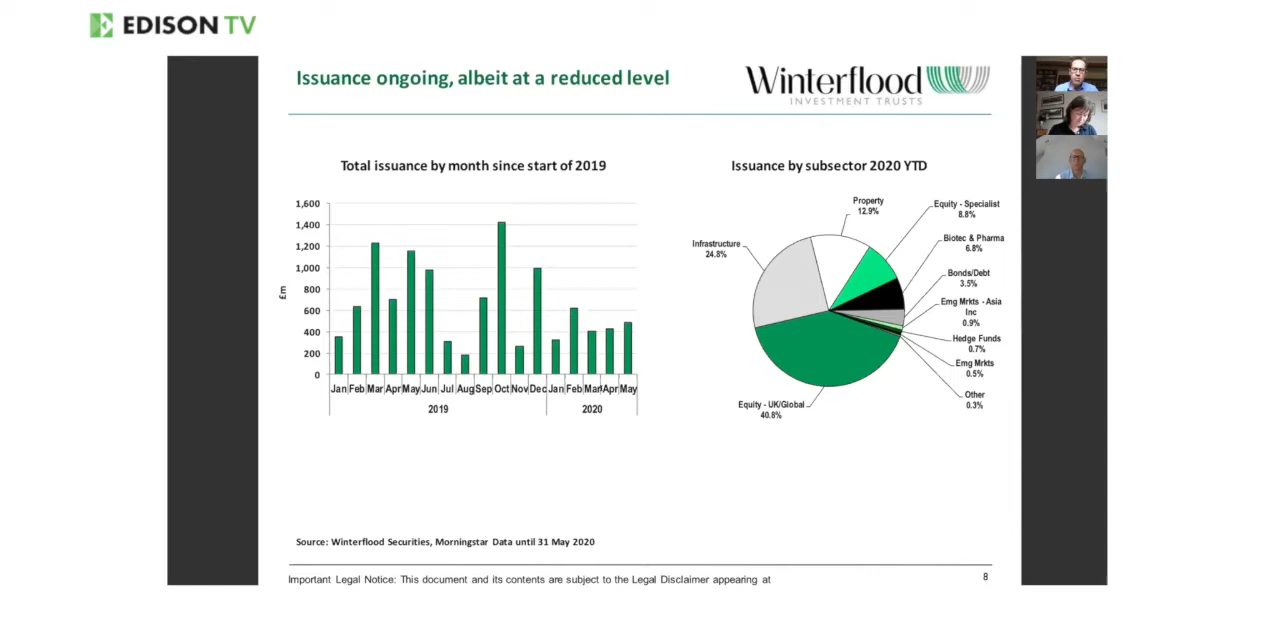 EDISON TV
Issuance ongoing, albeit at a reduced level
Winterflood
INVESTMENT TRUSTS
Total issuance by month since start of 2019
£m
1,600
1,400
1,200
1,000
800
600
400
200
0
Jan Feb Mar Apr May Jun Jul Aug Sep Oct Nov Dec Jan Feb Mar Apr May
2019 2020
Issuance by subsector 2020 YTD
Property
12.9%
Equity - Specialist
8.8%
Biotec & Pharma
6.8%
Bonds/Debt
3.5%
Emg Mrkts - Asia
Inc
0.9%
Hedge Funds
0.7%
Emg Mrkts
0.5%
Other
0.3%
Equity - UK/Global
40.8%
Infrastructure
24.8%
Source: Winterflood Securities, Morningstar Data until 31 May 2020
Important Legal Notice: This document and its contents are subject to the Legal Disclaimer appearing at
8